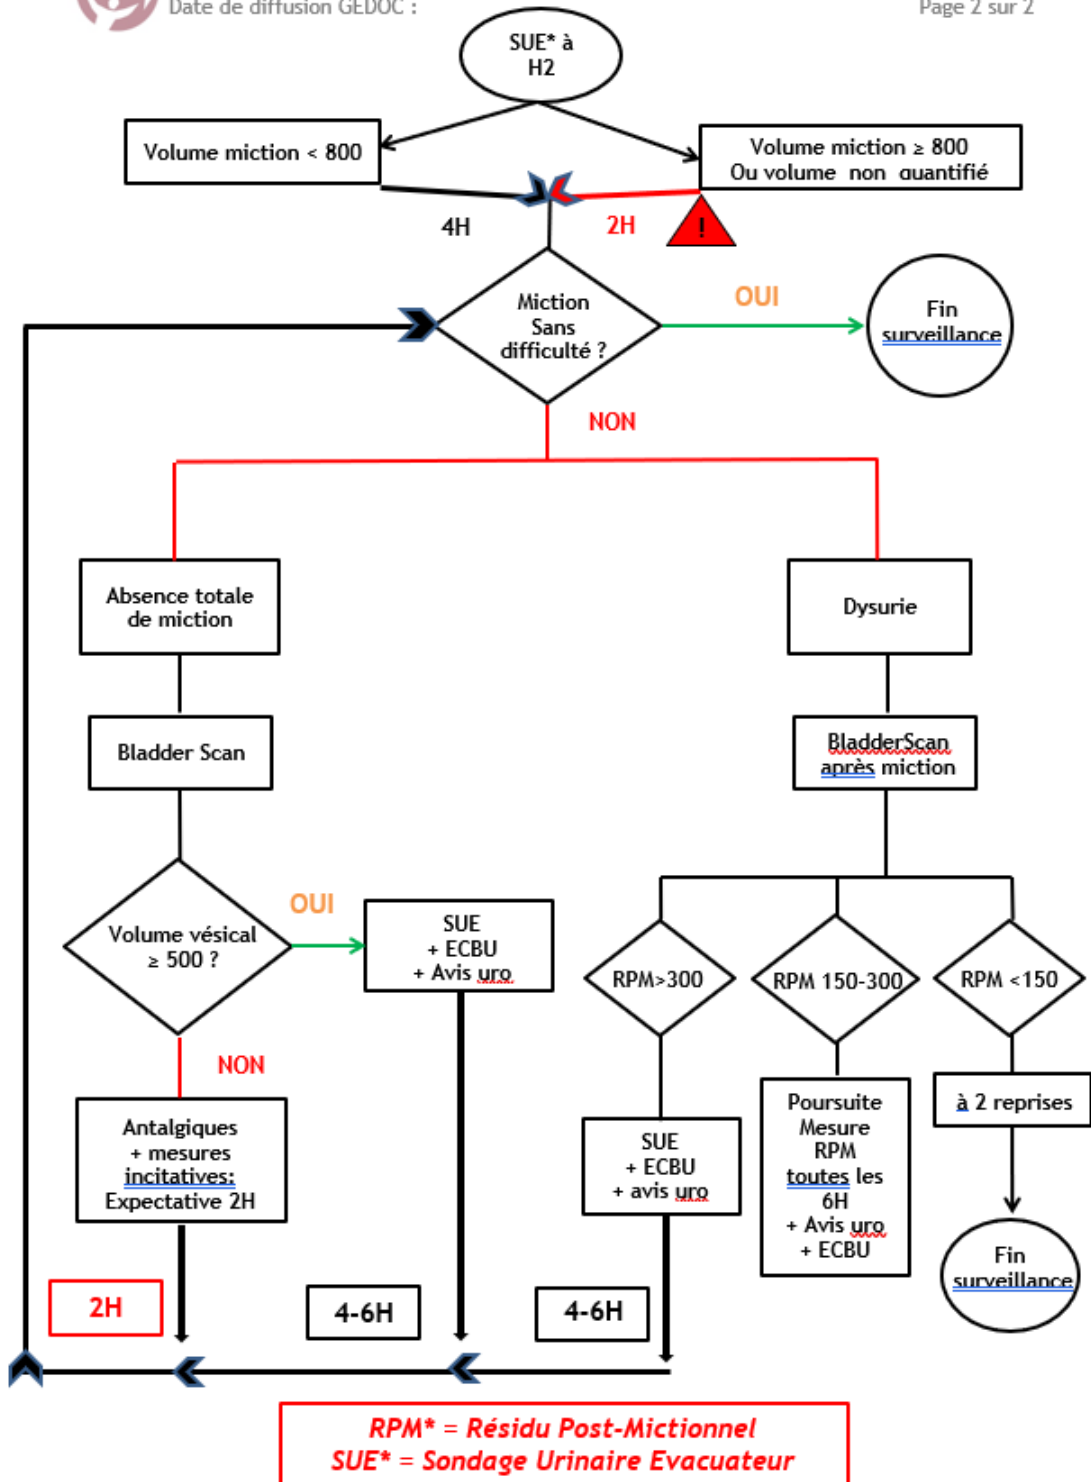 Date de diffusion GEDOC :
Page 2 sur 2
SUE* à
H2
Volume miction < 800
Volume miction ≥ 800
Ou volume non quantifié
4H
2H
!
Miction
Sans
difficulté ?
OUI
Fin
surveillance
NON
Absence totale
de miction
Dysurie
Bladder Scan
BladderScan
après miction
Volume vésical
≥ 500 ?
OUI
SUE
+ ECBU
+ Avis uro
NON
RPM>300
RPM 150-300
RPM <150
Antalgiques
+ mesures
incitatives:
Expectative 2H
SUE
+ ECBU
+ avis uro
Poursuite
Mesure
RPM
toutes les
6H
+ Avis uro
+ ECBU
à 2 reprises
Fin
surveillance
2H
4-6H
4-6H
RPM* = Résidu Post-Mictionnel
SUE* = Sondage Urinaire Evacuateur